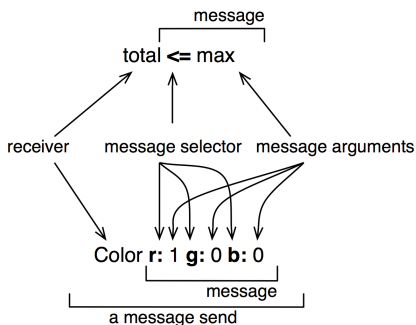 message
total <= max
receiver message selector message arguments
Color r: 1 g: 0 b: 0
message
a message send